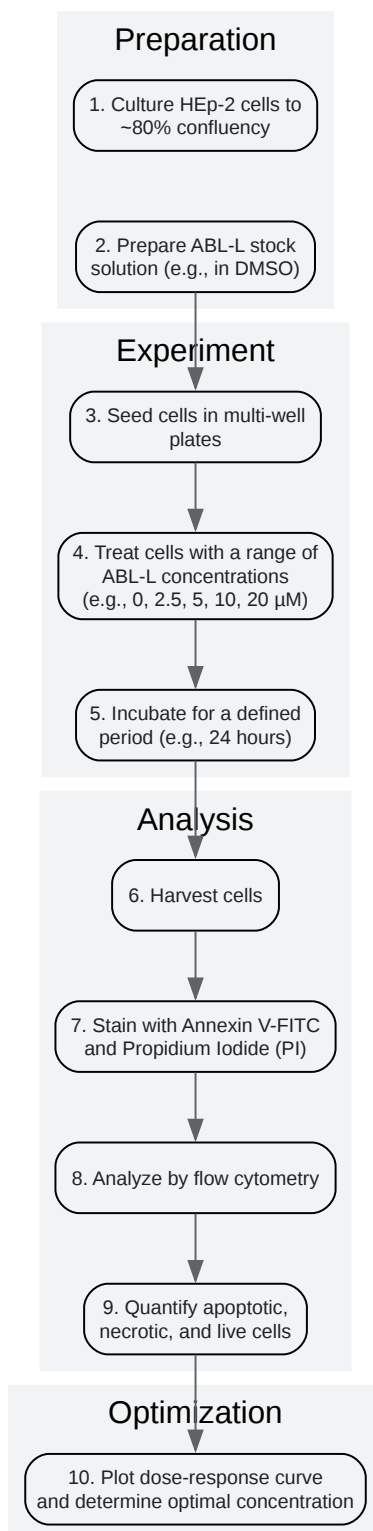 Preparation
1. Culture HEp-2 cells to
~80% confluency
2. Prepare ABL-L stock
solution (e.g., in DMSO)
Experiment
3. Seed cells in multi-well
plates
4. Treat cells with a range of
ABL-L concentrations
(e.g., 0, 2.5, 5, 10, 20 µM)
5. Incubate for a defined
period (e.g., 24 hours)
Analysis
6. Harvest cells
7. Stain with Annexin V-FITC
and Propidium Iodide (PI)
8. Analyze by flow cytometry
9. Quantify apoptotic,
necrotic, and live cells
Optimization
10. Plot dose-response curve
and determine optimal concentration